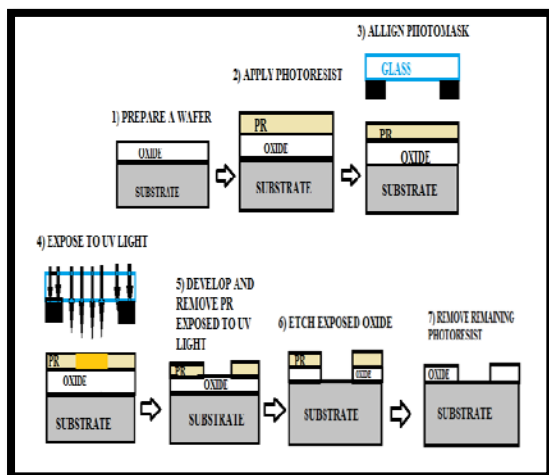 1) PREPARE A WAFER
OXIDE
SUBSTRATE
2) APPLY PHOTORESIST
PR
OXIDE
SUBSTRATE
3) ALLIGN PHOTOMASK
GLASS
PR
OXIDE
SUBSTRATE
4) EXPOSE TO UV LIGHT
PR
OXIDE
SUBSTRATE
5) DEVELOP AND
REMOVE PR
EXPOSED TO UV
LIGHT
PR
OXIDE
SUBSTRATE
6) ETCH EXPOSED OXIDE
PR
OXIDE
SUBSTRATE
7) REMOVE REMAINING
PHOTORESIST
OXIDE
SUBSTRATE